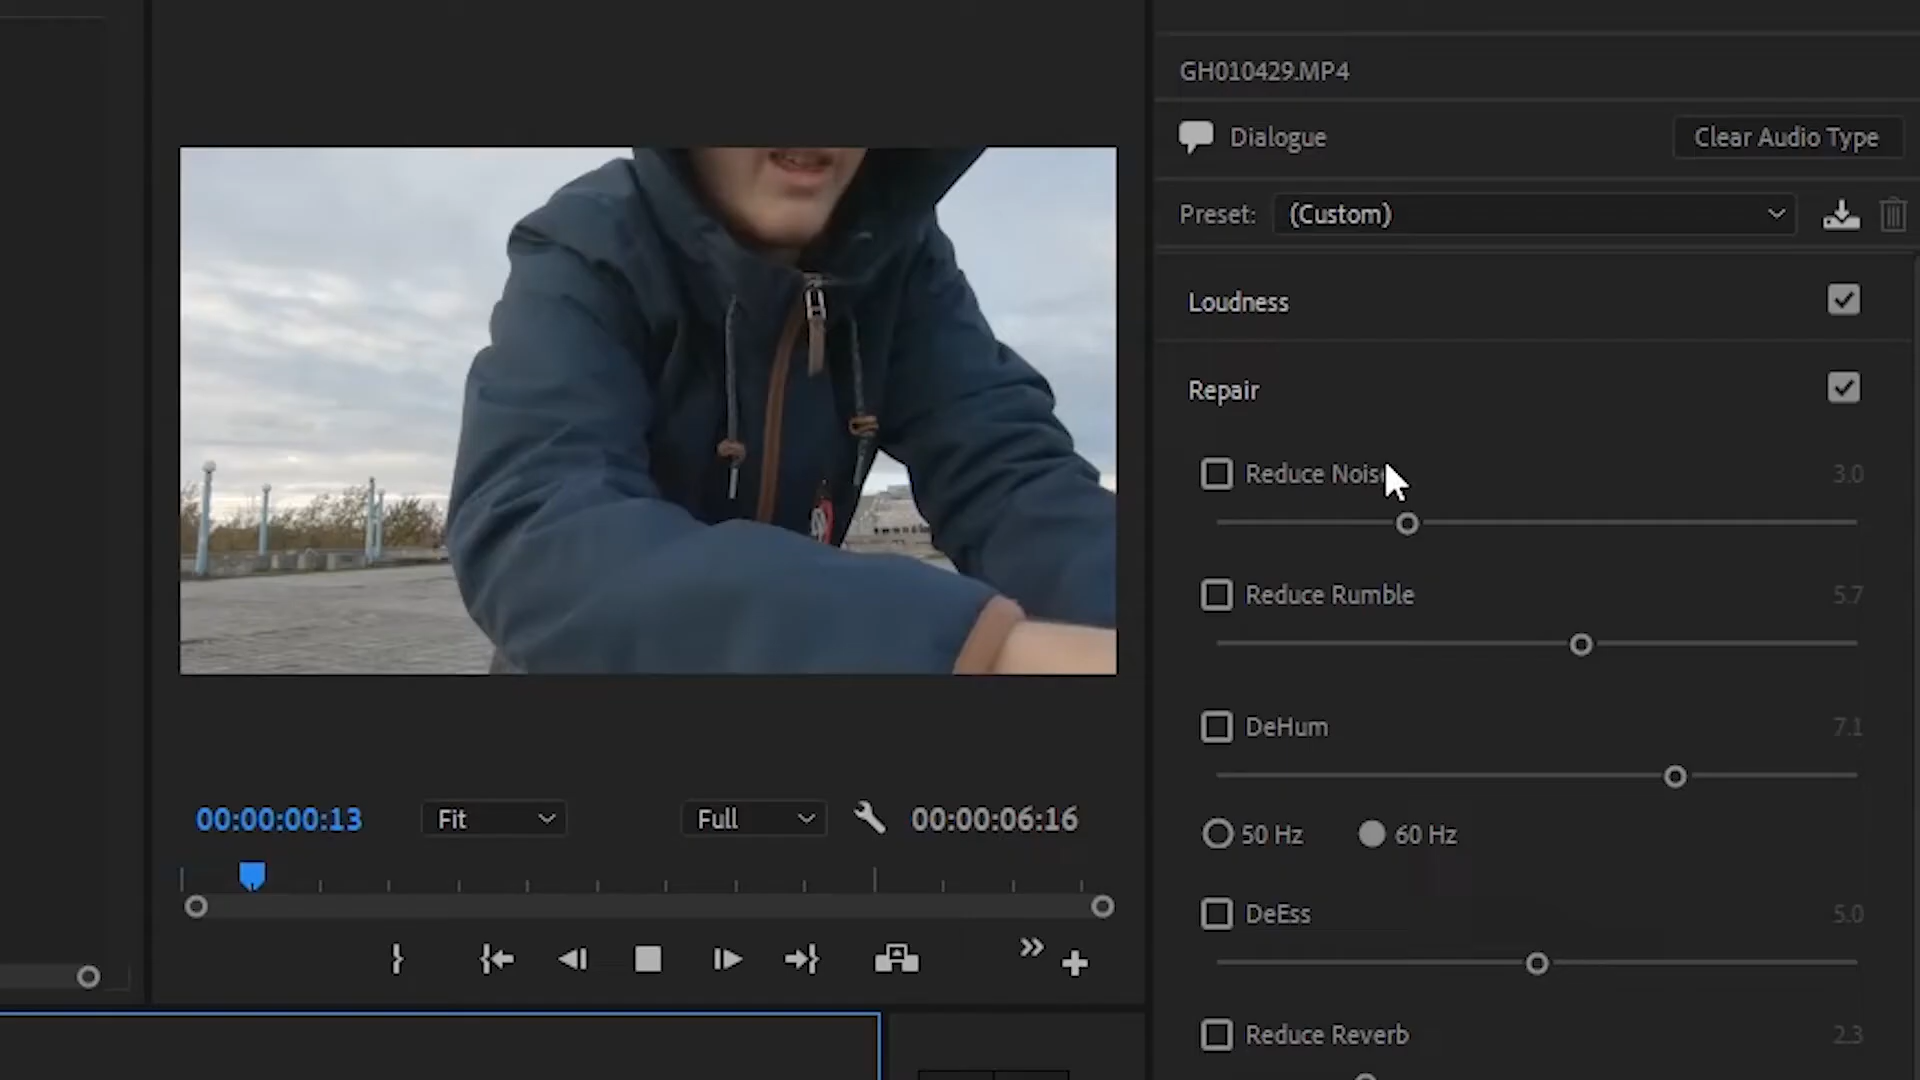 GH010429.MP4
Dialogue
Clear Audio Type
Preset:
(Custom)
Loudness
Repair
Reduce Noise
3.0
Reduce Rumble
5.7
DeHum
7.1
50 Hz
60 Hz
DeEss
5.0
Reduce Reverb
2.3
00:00:00:13
Fit
Full
00:00:06:16